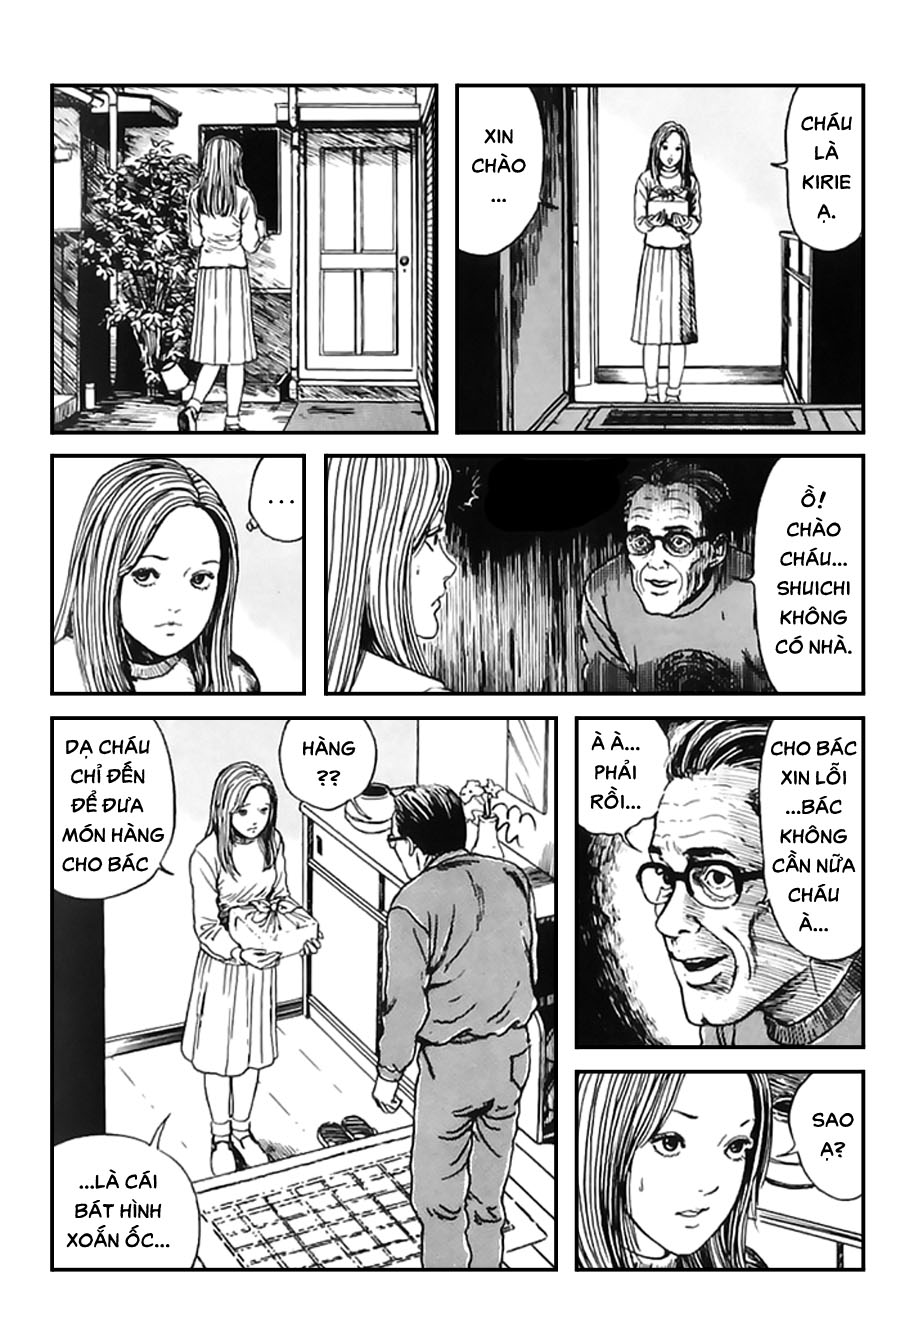 XIN
CHÀO
...
CHÁU
LÀ
KIRIE
Ạ.
...
Ồ!
CHÀO
CHÁU...
SHUICHI
KHÔNG
CÓ NHÀ.
DẠ CHÁU
CHỈ ĐẾN
ĐỂ ĐƯA
MÓN HÀNG
CHO BÁC
HÀNG
??
...LÀ CÁI
BÁT HÌNH
XOẮN ỐC...
À À...
PHẢI
RỒI...
CHO BÁC
XIN LỖI
...BÁC
KHÔNG
CẦN NỮA
CHÁU
À...
SAO
Ạ?